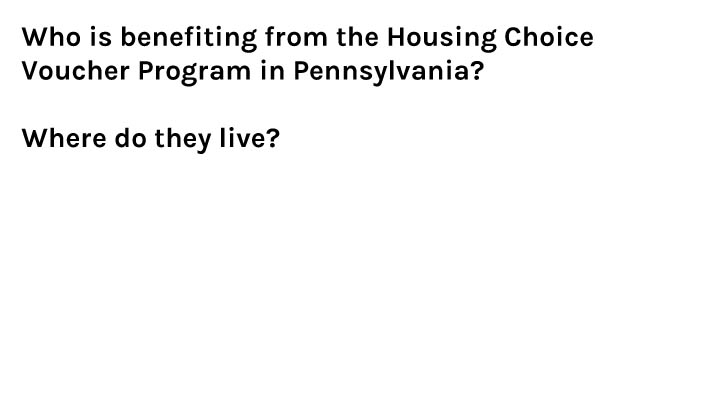 Who is benefiting from the Housing Choice
Voucher Program in Pennsylvania?
Where do they live?